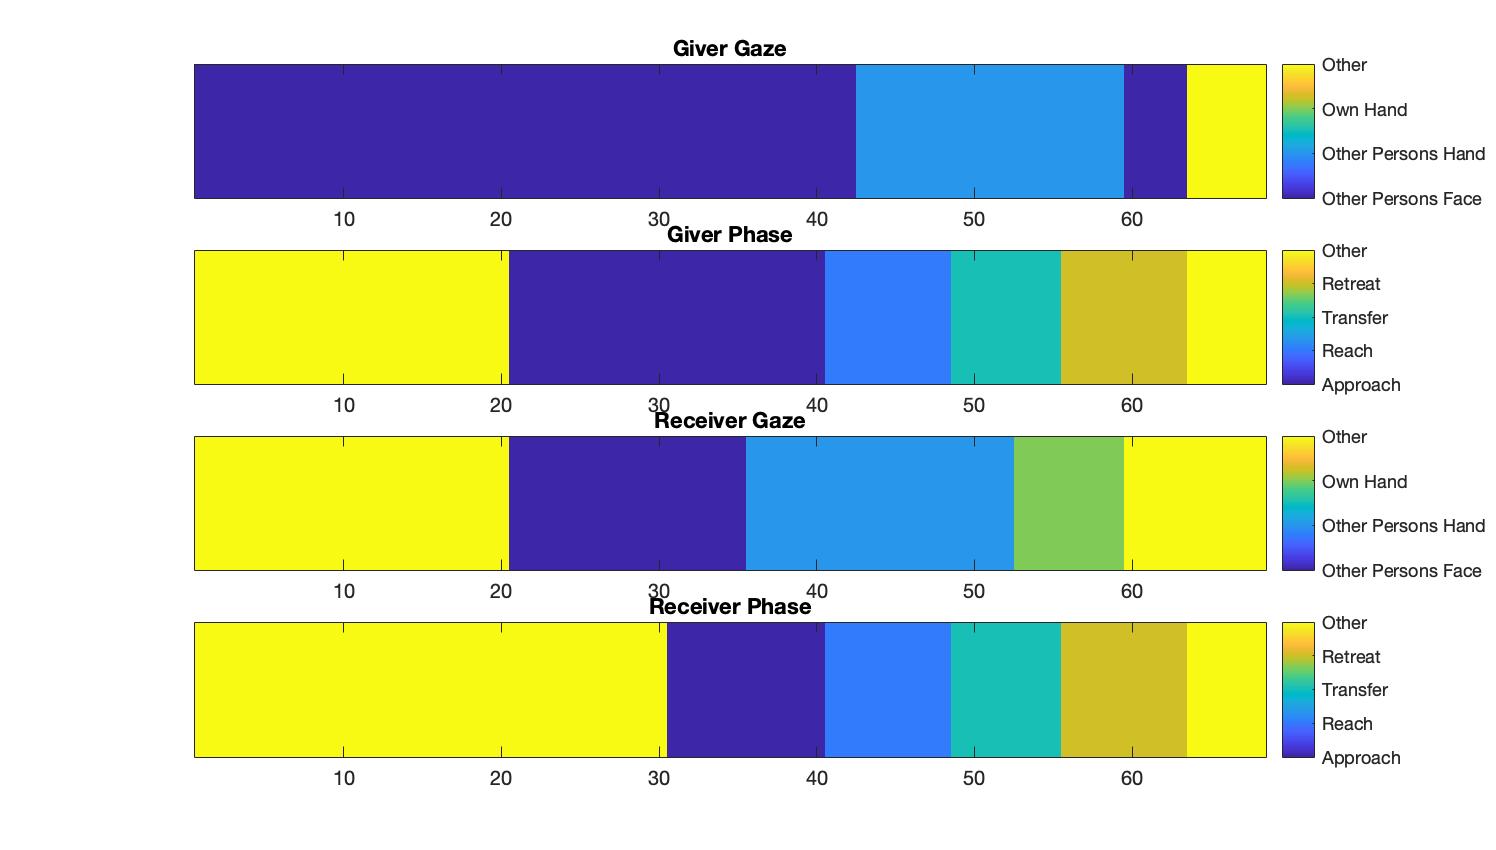 Giver Gaze
Other
Own Hand
Other Persons Hand
Other Persons Face
10 20 30 40 50 60
Giver Phase
Other
Retreat
Transfer
Reach
Approach
10 20 30 40 50 60
Receiver Gaze
Other
Own Hand
Other Persons Hand
Other Persons Face
10 20 30 40 50 60
Receiver Phase
Other
Retreat
Transfer
Reach
Approach
10 20 30 40 50 60